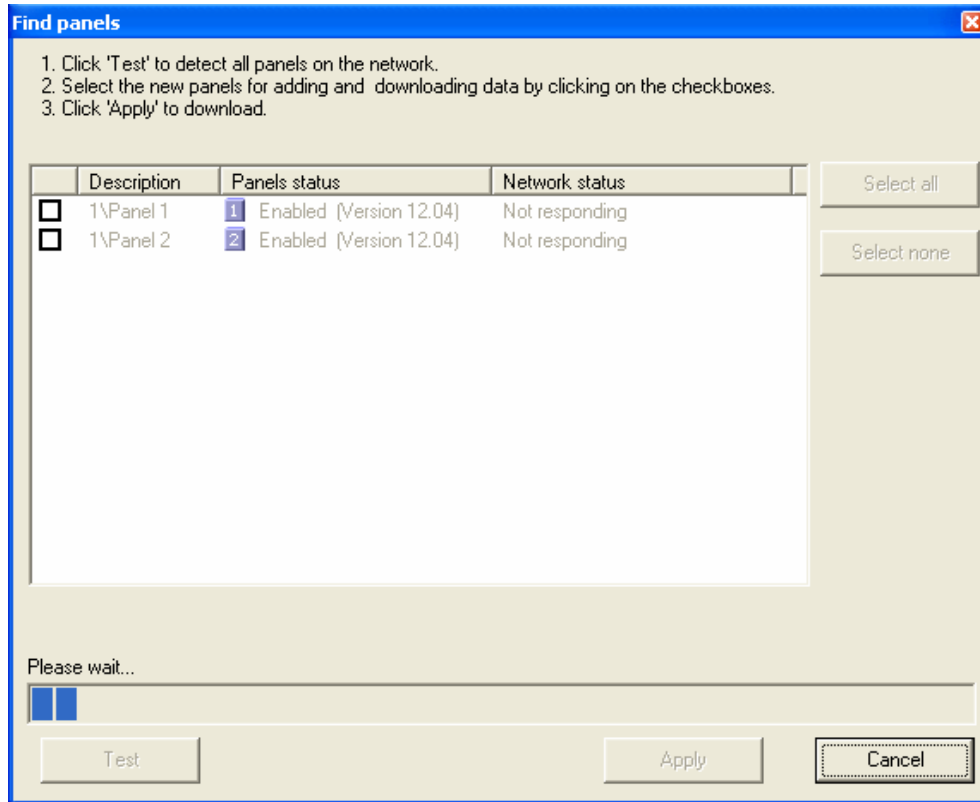 Find panels
1. Click 'Test' to detect all panels on the network.
2. Select the new panels for adding and  downloading data by clicking on the checkboxes.
3. Click 'Apply' to download.
Description Panels status Network status
Select all
1\Panel 1 1 Enabled (Version 12.04) Not responding
1\Panel 2 2 Enabled (Version 12.04) Not responding
Select none
Please wait...
Test Apply Cancel